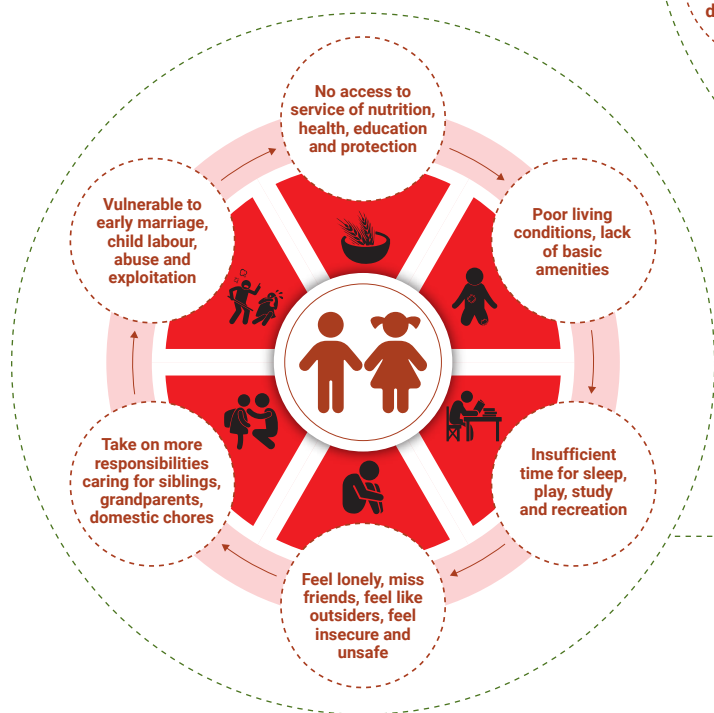 d
No access to
service of nutrition,
health, education
and protection
Poor living
conditions, lack
of basic
amenities
Insufficient
time for sleep,
play, study
and recreation
Feel lonely, miss
friends, feel like
outsiders, feel
insecure and
unsafe
Take on more
responsibilities
caring for siblings,
grandparents,
domestic chores
Vulnerable to
early marriage,
child labour,
abuse and
exploitation